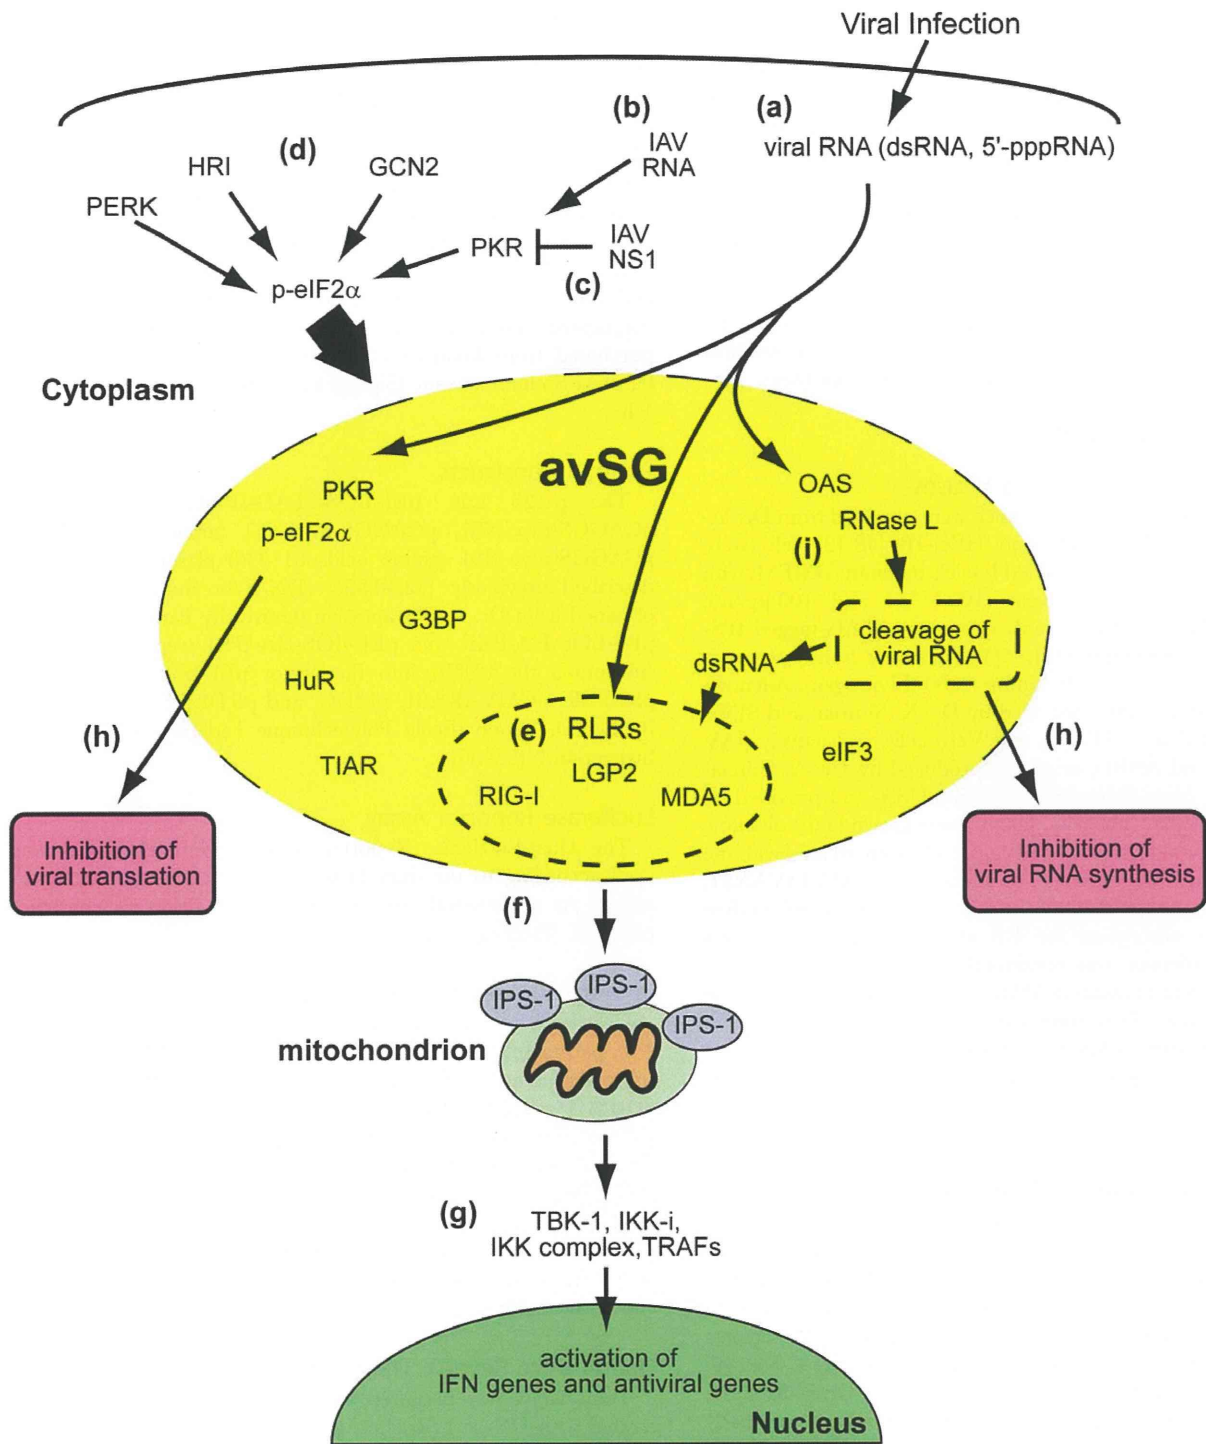 Viral Infection
(a)
viral RNA (dsRNA, 5'-pppRNA)
(b)
IAV
RNA
(d)
HRI
GCN2
PERK
PKR
IAV
NS1
(c)
p-eIF2α
Cytoplasm
avSG
PKR
p-eIF2α
OAS
RNase L
(i)
cleavage of
viral RNA
dsRNA
G3BP
HuR
TIAR
(e)
RLRs
LGP2
RIG-I
MDA5
eIF3
(h)
Inhibition of
viral translation
(h)
Inhibition of
viral RNA synthesis
(f)
IPS-1
IPS-1
IPS-1
mitochondrion
(g)
TBK-1, IKK-i,
IKK complex,TRAFs
activation of
IFN genes and antiviral genes
Nucleus